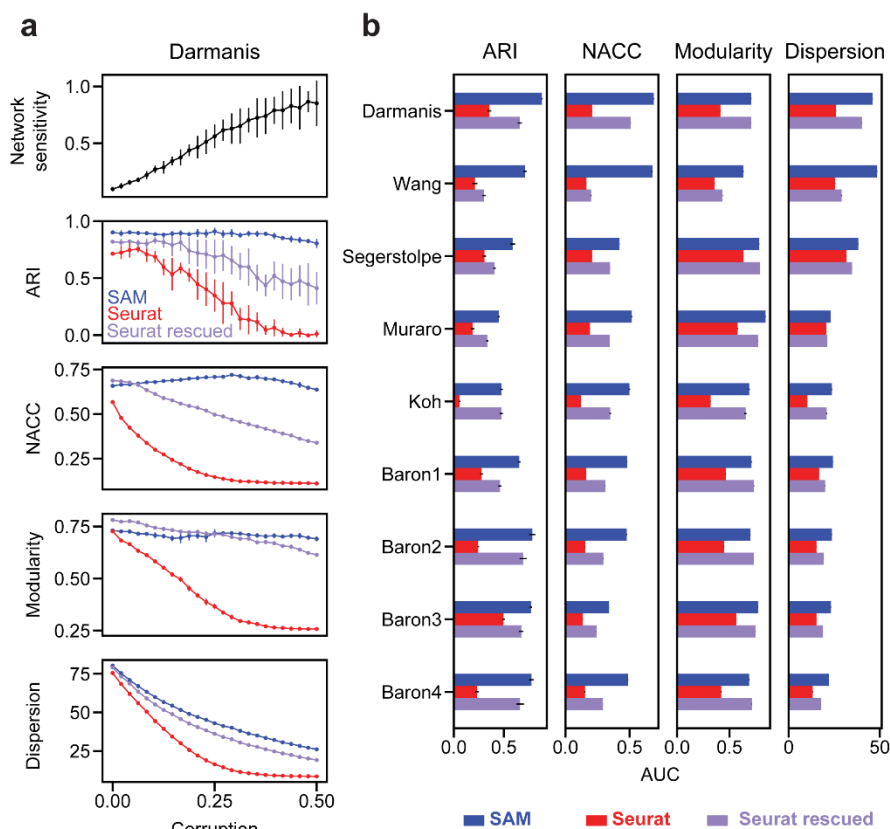 a
Darmanis
Network sensitivity
1.0
0.5
ARI
1.0
0.5
0.0
SAM
Seurat
Seurat rescued
NACC
0.75
0.50
0.25
Modularity
0.75
0.50
0.25
Dispersion
75
50
25
0.00 0.25 0.50
Corruption
b
ARI NACC Modularity Dispersion
Darmanis
Wang
Segerstolpe
Muraro
Koh
Baron1
Baron2
Baron3
Baron4
0.0 0.5 0.0 0.5 0.5 0 50
AUC
SAM Seurat Seurat rescued